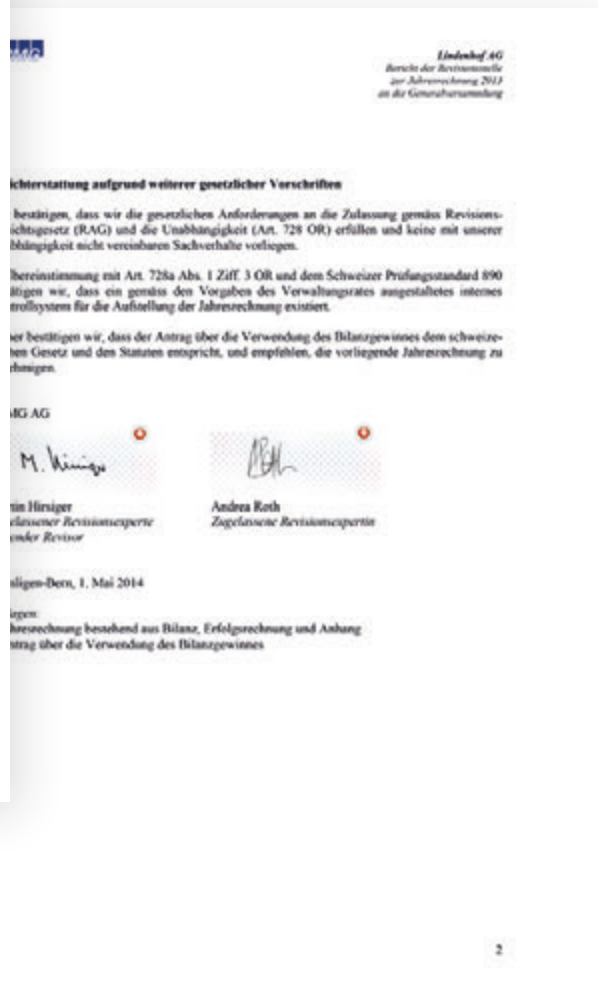 Lindenhof AG
Bericht der Revisionsstelle
zur Jahresrechnung 2013
an die Generalversammlung
ichterstattung aufgrund weiterer gesetzlicher Vorschriften
bestätigen, dass wir die gesetzlichen Anforderungen an die Zulassung gemäss Revisions-
ichtsgesetz (RAG) und die Unabhängigkeit (Art. 728 OR) erfüllen und keine mit unserer
bhängigkeit nicht vereinbaren Sachverhalte vorliegen.
bereinstimmung mit Art. 728a Abs. 1 Ziff. 3 OR und dem Schweizer Prüfungsstandard 890
ätigen wir, dass ein gemäss den Vorgaben des Verwaltungsrates ausgestaltetes internes
trollsystem für die Aufstellung der Jahresrechnung existiert.
er bestätigen wir, dass der Antrag über die Verwendung des Bilanzgewinnes dem schweize-
hen Gesetz und den Statuten entspricht, und empfehlen, die vorliegende Jahresrechnung zu
ehmigen.
MG AG
M. Hirsiger
tin Hirsiger
elassener Revisionsexperte
ender Revisor
Andrea Roth
Zugelassene Revisionsexpertin
ligen-Bern, 1. Mai 2014
agen:
hresrechnung bestehend aus Bilanz, Erfolgsrechnung und Anhang
ntrag über die Verwendung des Bilanzgewinnes
2